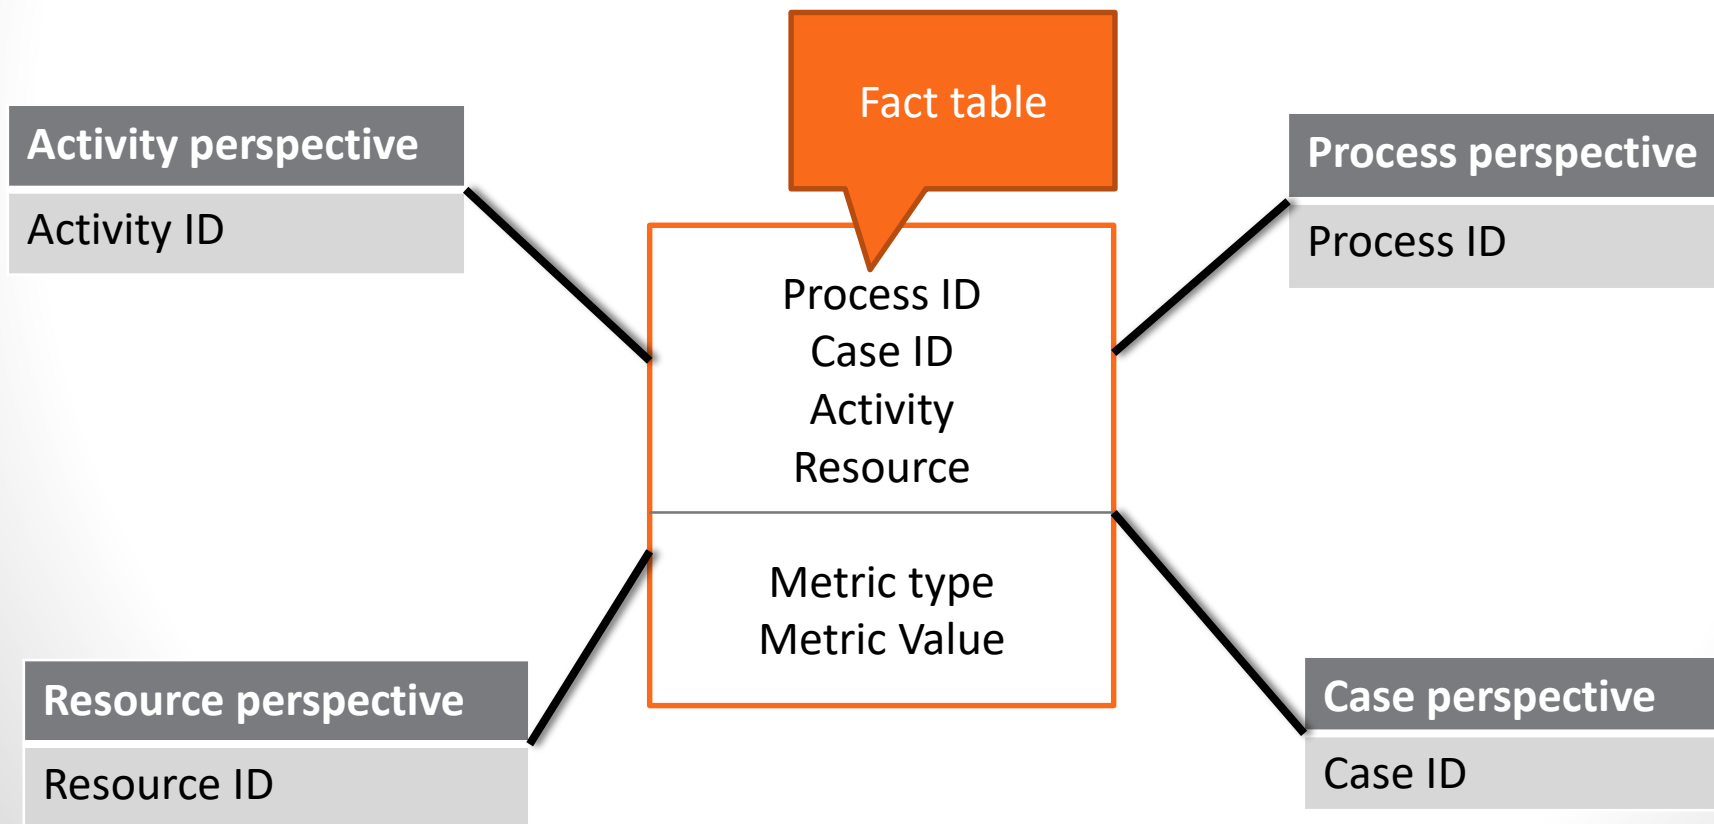 Fact table
Activity perspective
Activity ID
Process perspective
Process ID
Process ID
Case ID
Activity
Resource
Metric type
Metric Value
Resource perspective
Resource ID
Case perspective
Case ID